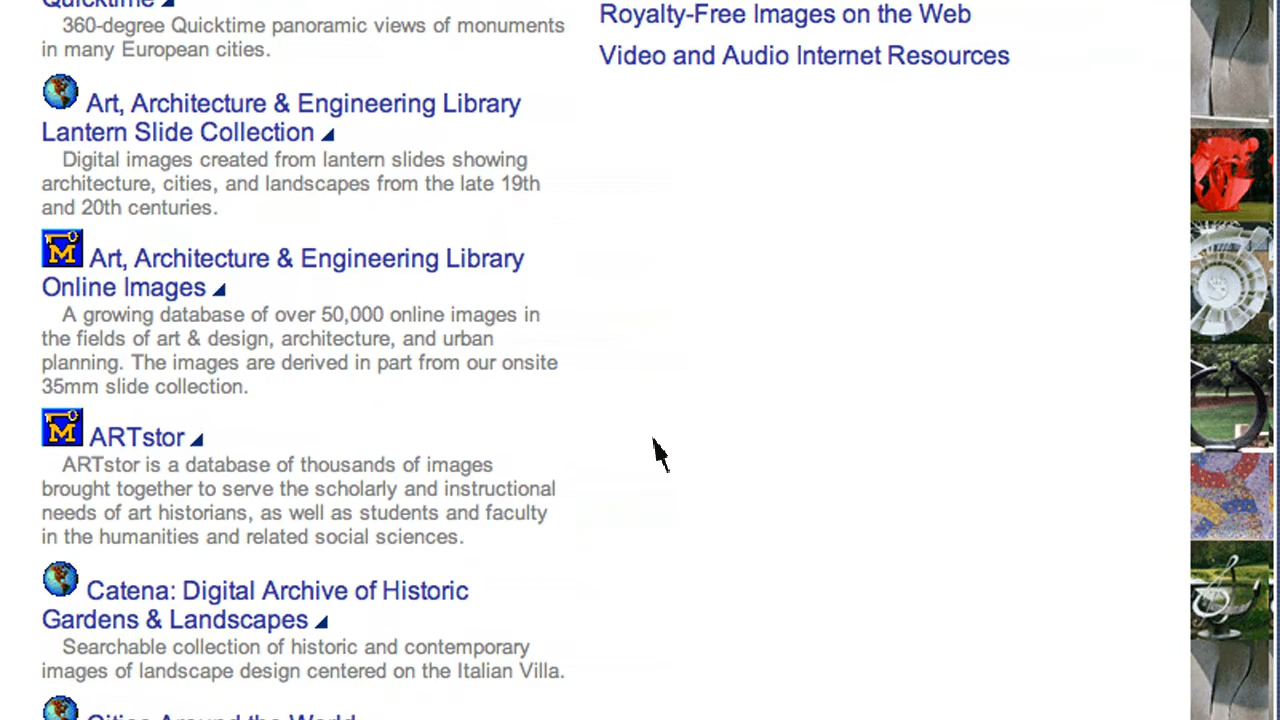 Quicktime
360-degree Quicktime panoramic views of monuments
in many European cities.
Art, Architecture & Engineering Library
Lantern Slide Collection
Digital images created from lantern slides showing
architecture, cities, and landscapes from the late 19th
and 20th centuries.
M Art, Architecture & Engineering Library
Online Images
A growing database of over 50,000 online images in
the fields of art & design, architecture, and urban
planning. The images are derived in part from our onsite
35mm slide collection.
M ARTstor
ARTstor is a database of thousands of images
brought together to serve the scholarly and instructional
needs of art historians, as well as students and faculty
in the humanities and related social sciences.
Catena: Digital Archive of Historic
Gardens & Landscapes
Searchable collection of historic and contemporary
images of landscape design centered on the Italian Villa.
Cities Around the World
Royalty-Free Images on the Web
Video and Audio Internet Resources